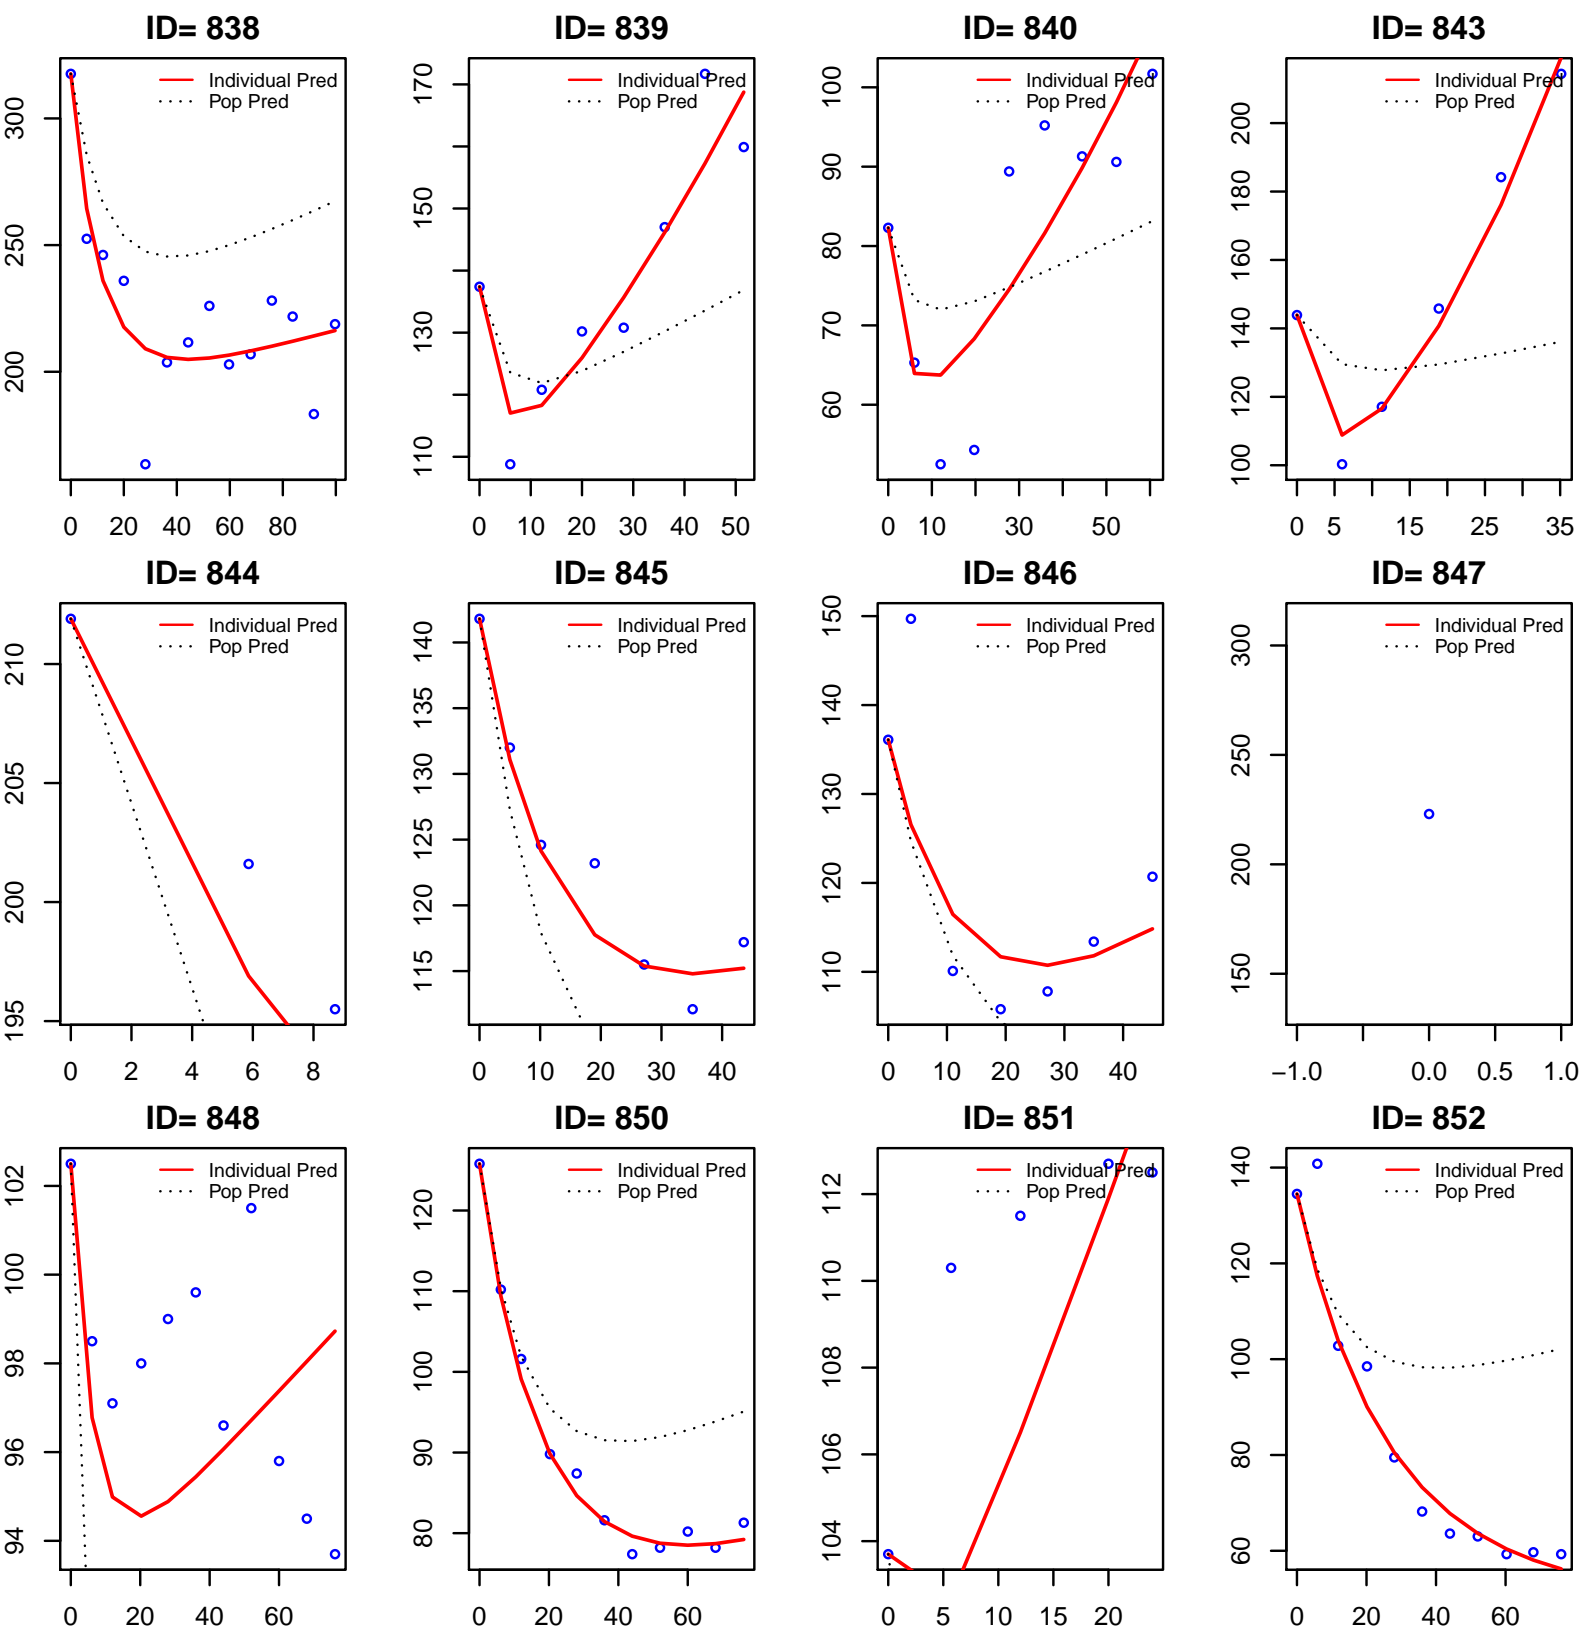 ID= 838 ID= 839 ID= 840 ID= 843
Individual Pred Individual Pred Individual Pred Individual Pred
Pop Pred Pop Pred Pop Pred Pop Pred
200 250 300
110 130 150 170
60 70 80 90 100
100 120 140 160 180 200
0 20 40 60 80
0 10 20 30 40 50
0 10 30 50
0 5 15 25 35
ID= 844 ID= 845 ID= 846 ID= 847
Individual Pred Individual Pred Individual Pred Individual Pred
Pop Pred Pop Pred Pop Pred Pop Pred
195 200 205 210
115 120 125 130 135 140
110 120 130 140 150
150 200 250 300
0 2 4 6 8
0 10 20 30 40
0 20 40
−1.0 0.0 0.5 1.0
ID= 848 ID= 850 ID= 851 ID= 852
Individual Pred Individual Pred Individual Pred Individual Pred
Pop Pred Pop Pred Pop Pred Pop Pred
94 96 98 100 102
80 90 100 110 120
104 106 108 110 112
60 80 100 120 140
0 20 40 60
0 20 40 60
0 5 10 15 20
0 20 40 60